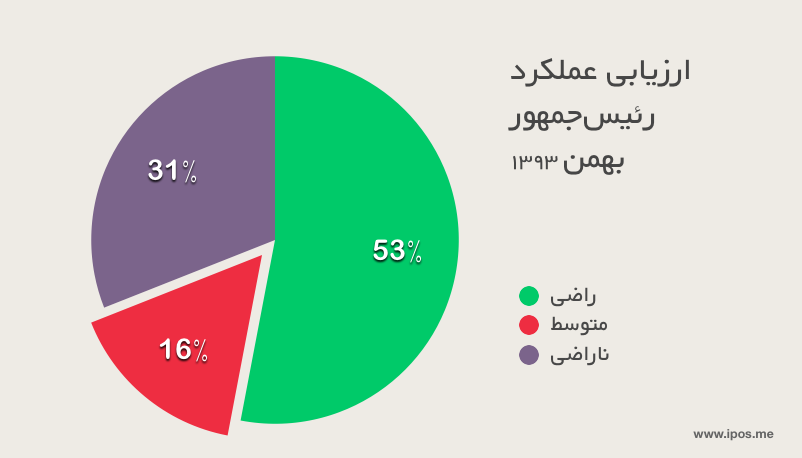 ارزیابی عملکرد
رئیس‌جمهور
بهمن ۱۳۹۳
31%
53%
16%
راضی
متوسط
ناراضی
www.ipos.me